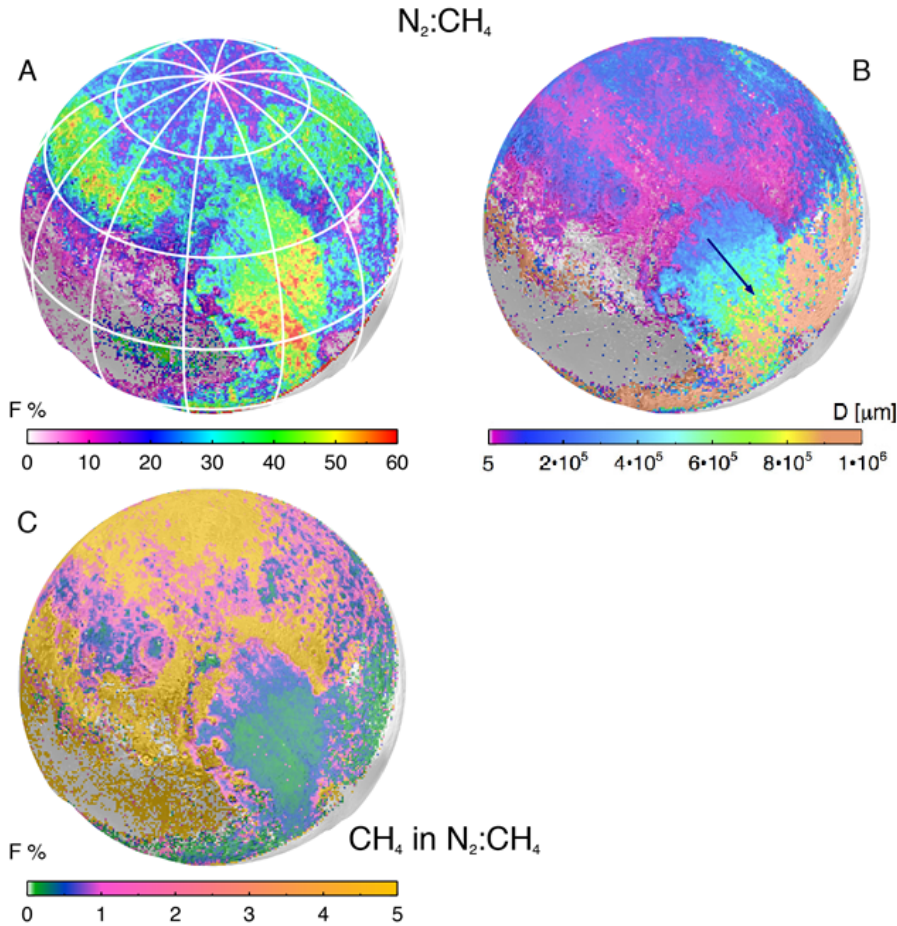 N₂:CH₄
A
B
F %
0 10 20 30 40 50 60
D [μm]
5 2•10⁵ 4•10⁵ 6•10⁵ 8•10⁵ 1•10⁶
C
CH₄ in N₂:CH₄
F %
0 1 2 3 4 5